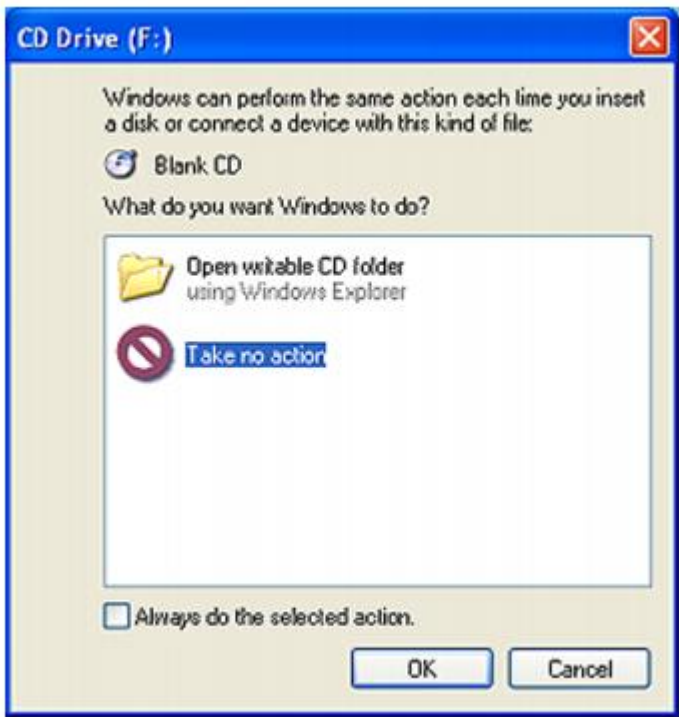 CD Drive (F:)
Windows can perform the same action each time you insert
a disk or connect a device with this kind of file:
Blank CD
What do you want Windows to do?
Open writable CD folder
using Windows Explorer
Take no action
Always do the selected action.
OK
Cancel